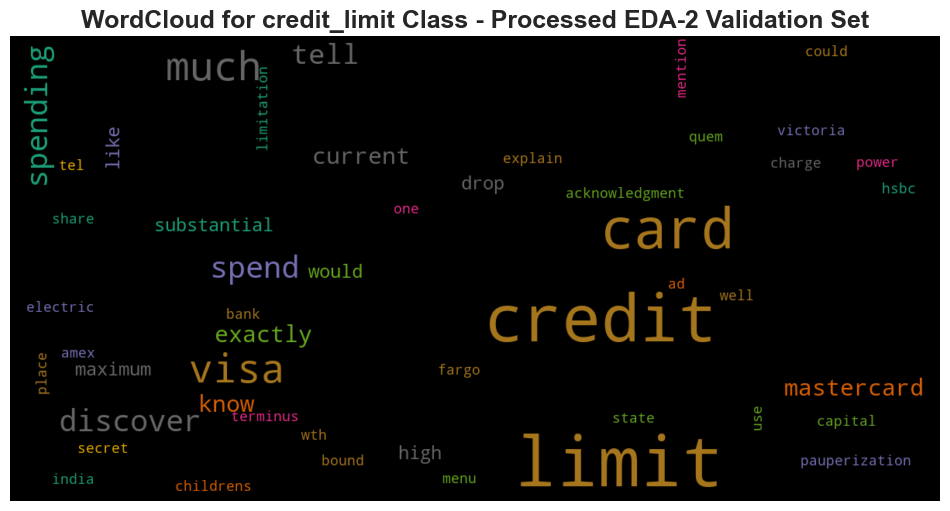 WordCloud for credit_limit Class - Processed EDA-2 Validation Set
spending
much
tell
limitation
mention
could
tel
like
current
explain
quem
victoria
charge
power
drop
acknowledgment
hsbc
share
substantial
one
card
spend
would
ad
well
electric
bank
exactly
credit
amex
place
maximum
visa
fargo
know
mastercard
discover
terminus
state
use
capital
secret
wth
bound
high
limit
pauperization
india
childrens
menu